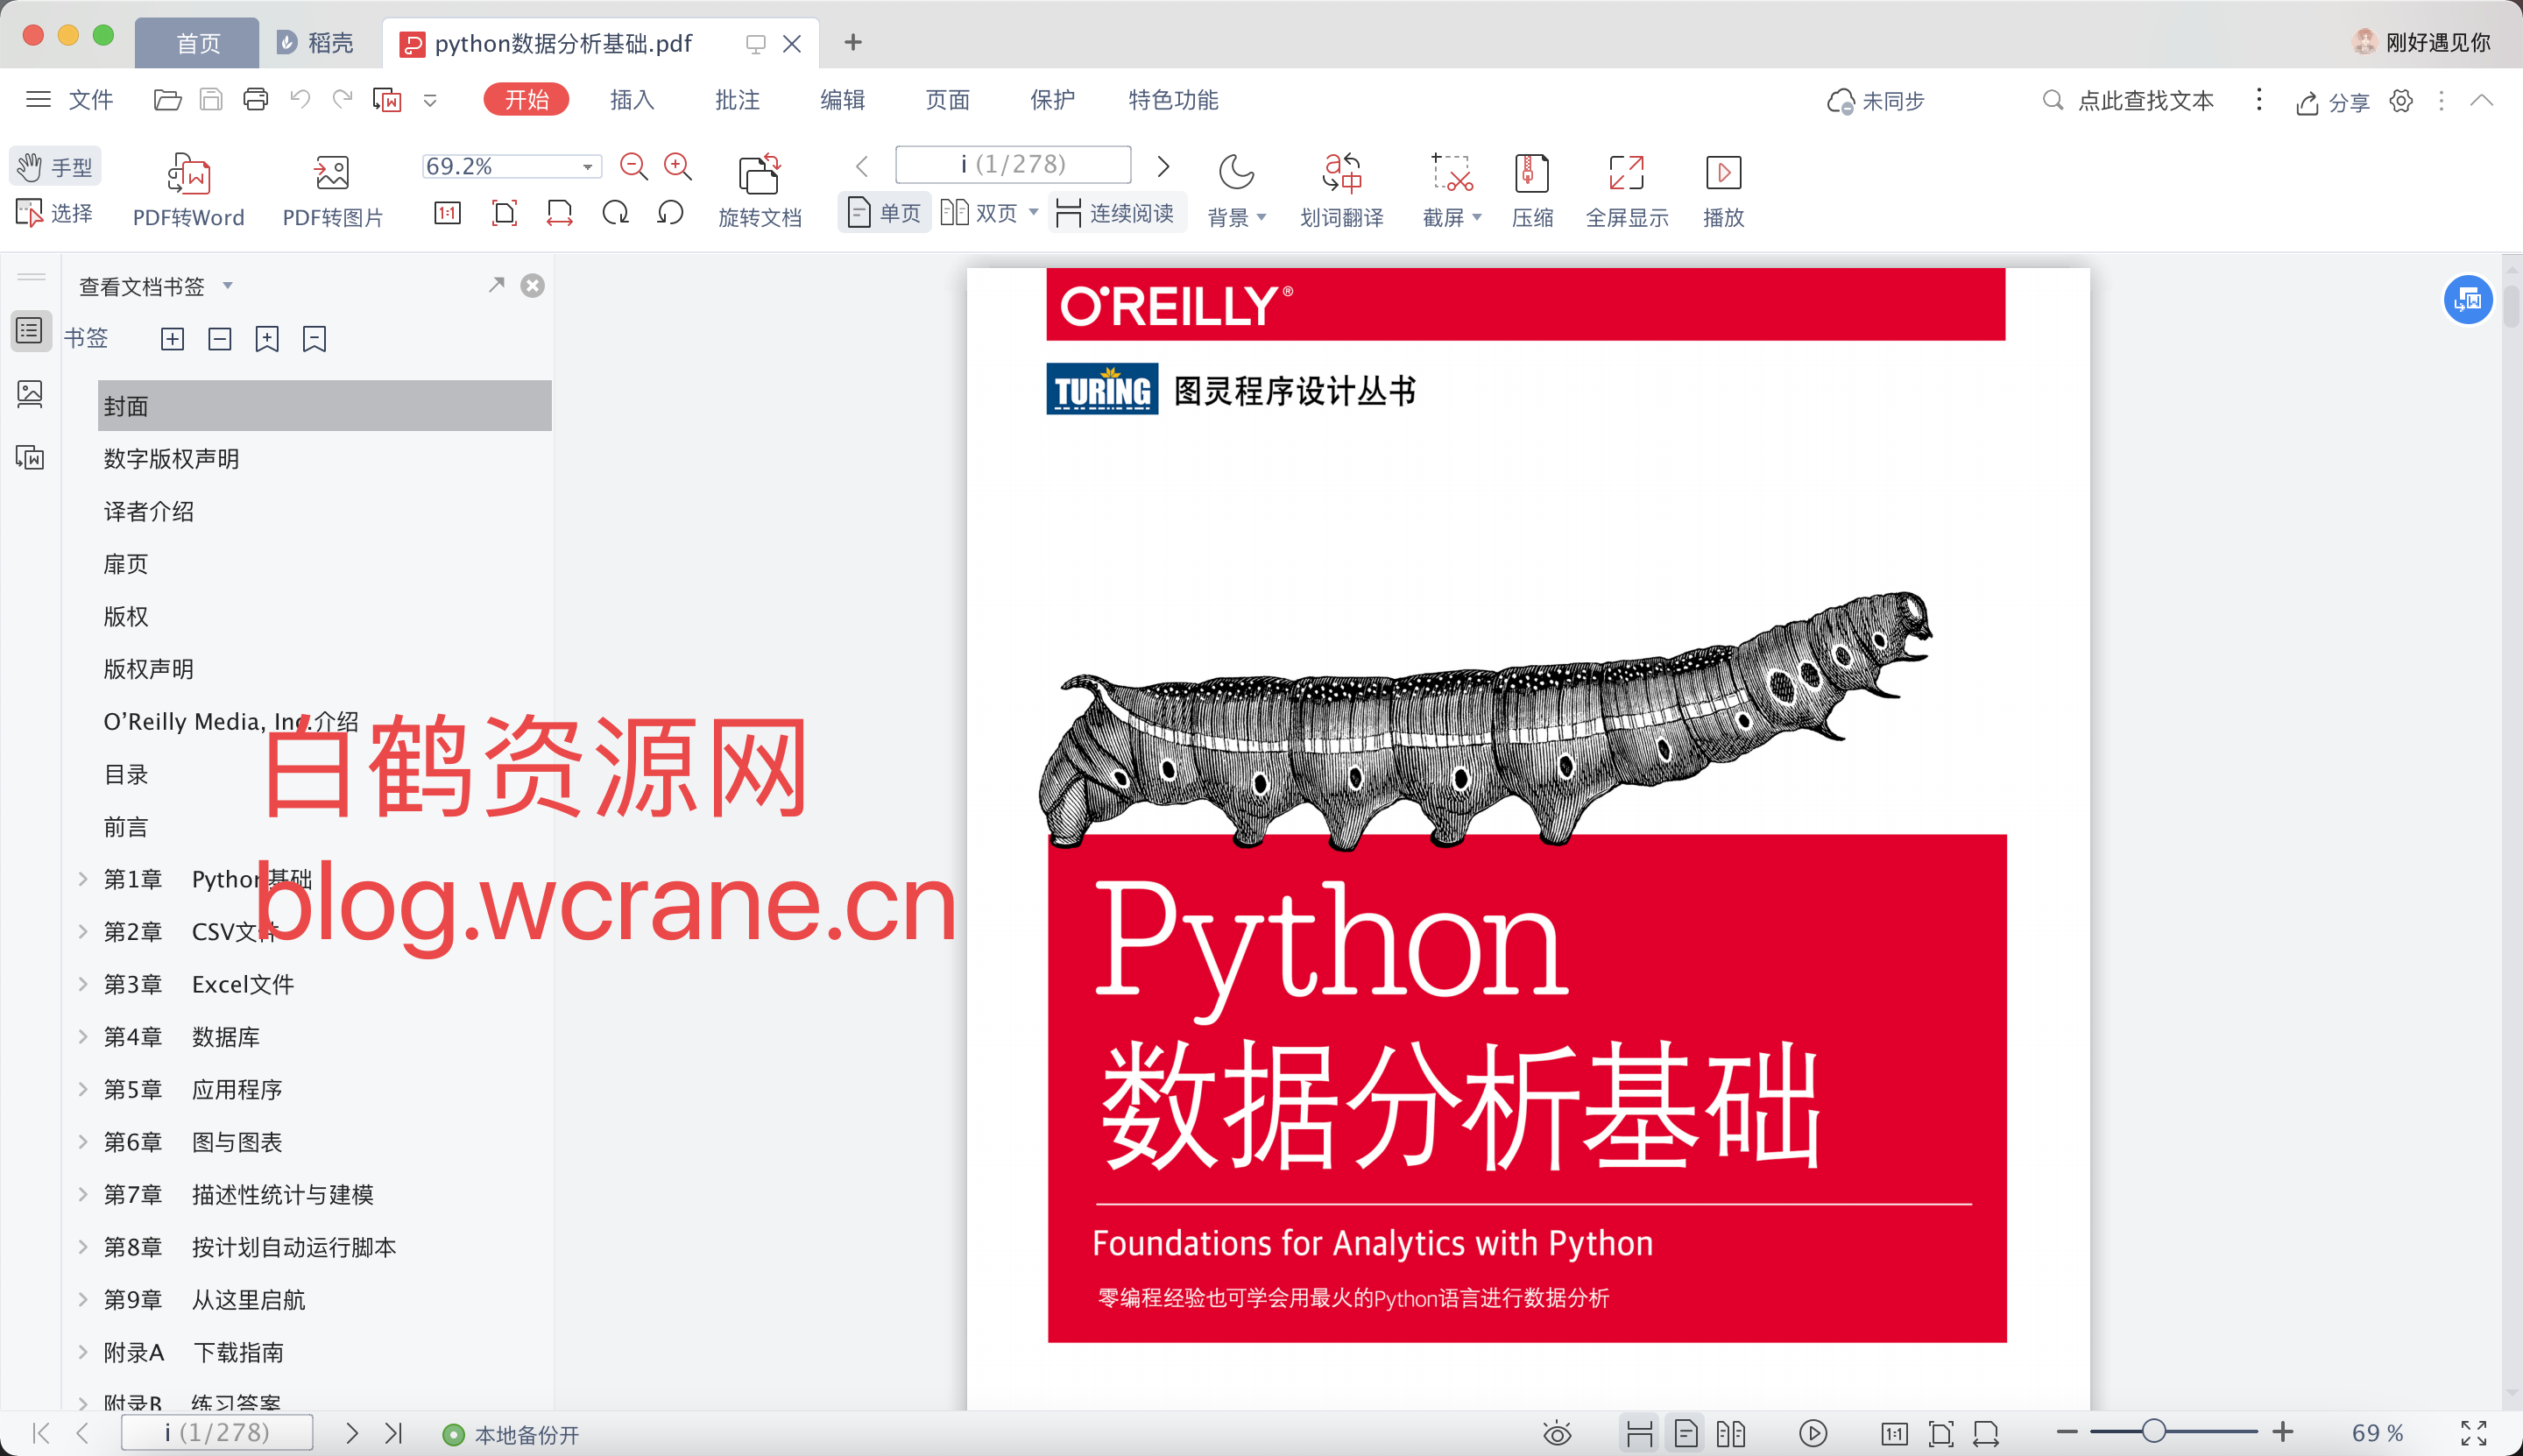 首页
稻壳
python数据分析基础.pdf
刚好遇见你
文件
开始
插入
批注
编辑
页面
保护
特色功能
未同步
点此查找文本
分享
手型
选择
PDF转Word
PDF转图片
69.2%
1:1
旋转文档
i (1/278)
单页
双页
连续阅读
背景
划词翻译
截屏
压缩
全屏显示
播放
查看文档书签
书签
封面
数字版权声明
译者介绍
扉页
版权
版权声明
O’Reilly Media, Inc.介绍
目录
前言
第1章 Python基础
第2章 CSV文件
第3章 Excel文件
第4章 数据库
第5章 应用程序
第6章 图与图表
第7章 描述性统计与建模
第8章 按计划自动运行脚本
第9章 从这里启航
附录A 下载指南
附录B 练习答案
白鹤资源网
blog.wcrane.cn
O'REILLY®
TURING 图灵程序设计丛书
Python
数据分析基础
Foundations for Analytics with Python
零编程经验也可学会用最火的Python语言进行数据分析
i (1/278)
本地备份开
1:1
69 %